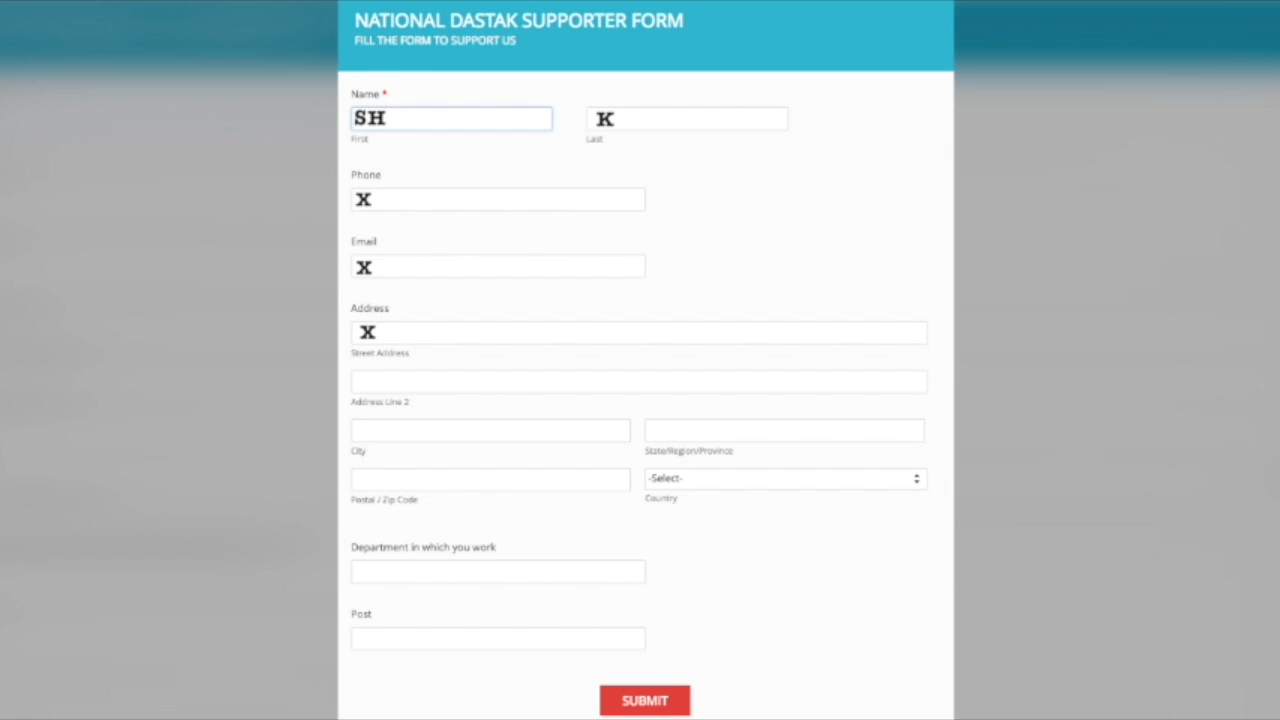 NATIONAL DASTAK SUPPORTER FORM
FILL THE FORM TO SUPPORT US
Name *
SH K
First Last
Phone
X
Email
X
Address
X
Street Address
Address Line 2
City State/Region/Province
-Select-
Postal / Zip Code Country
Department in which you work
Post
SUBMIT